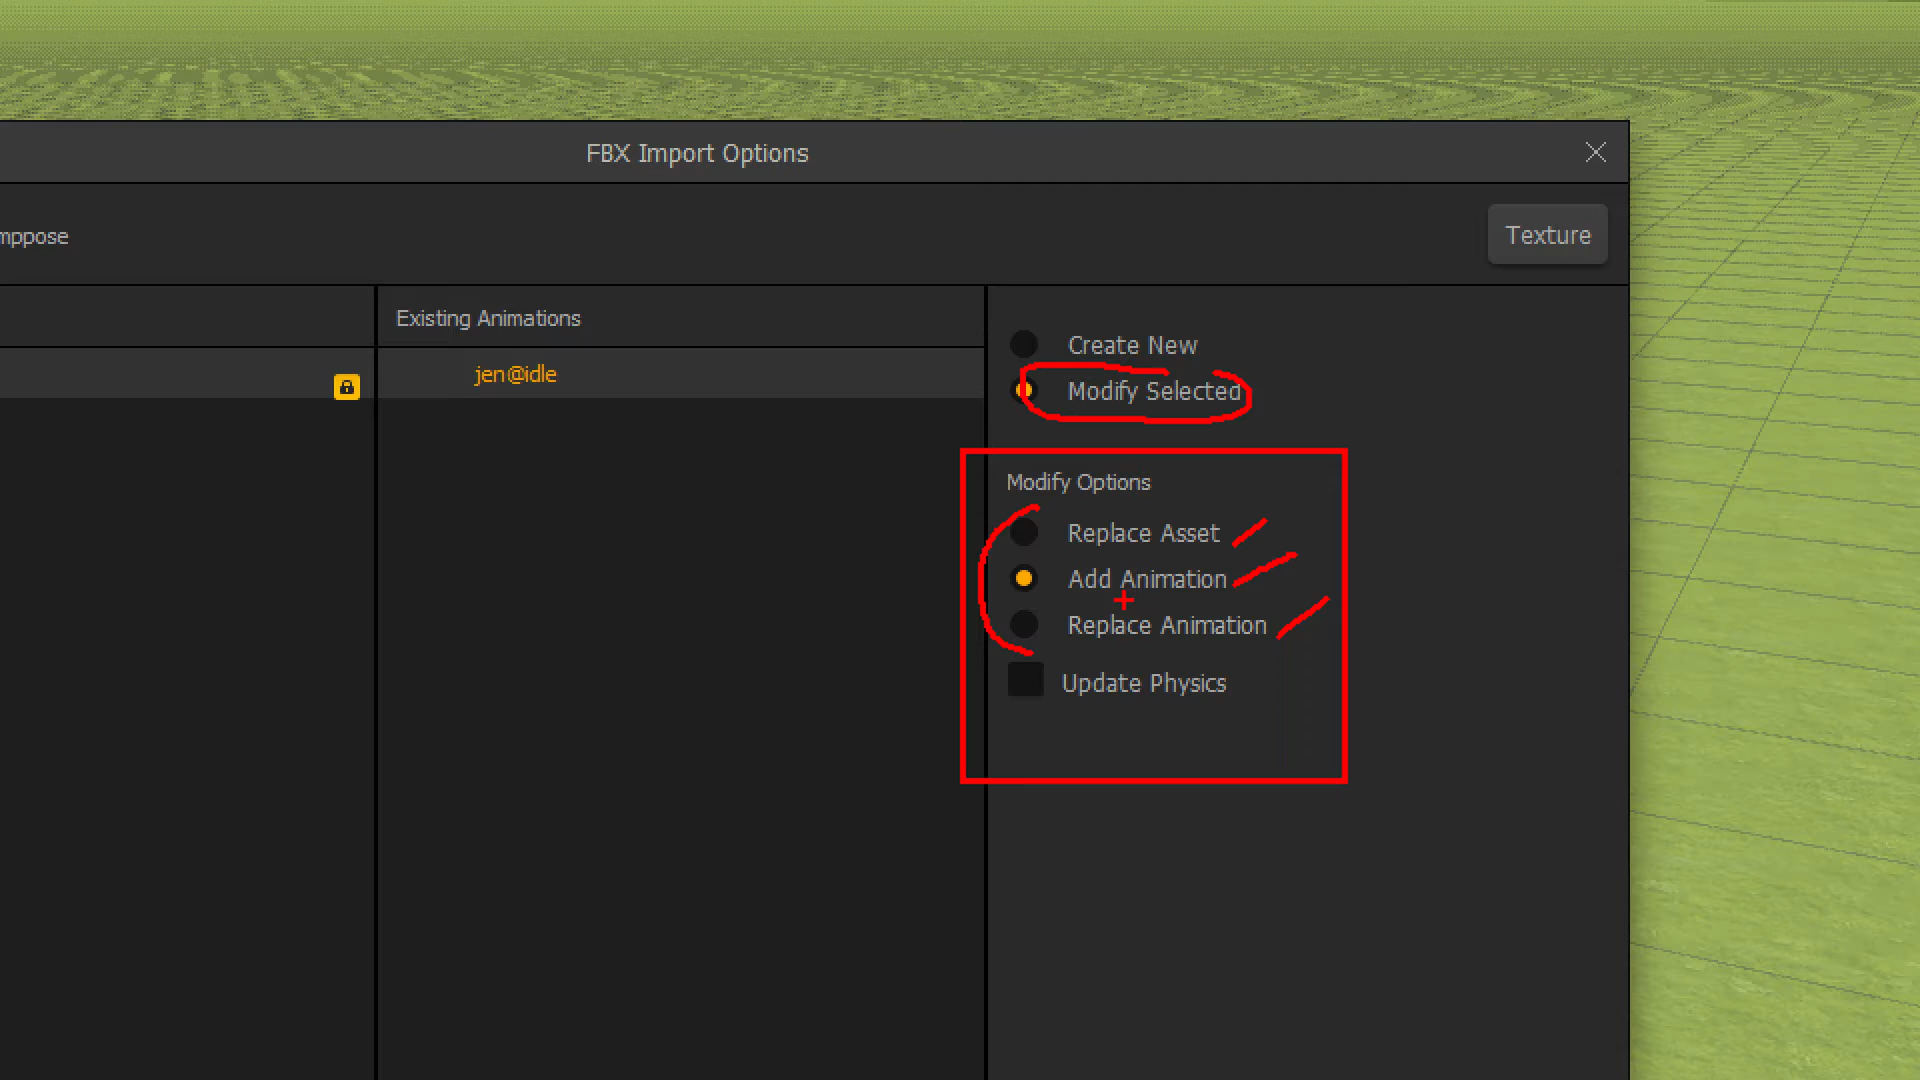 FBX Import Options
mppose
Texture
Existing Animations
jen@idle
Create New
Modify Selected
Modify Options
Replace Asset
Add Animation
Replace Animation
Update Physics